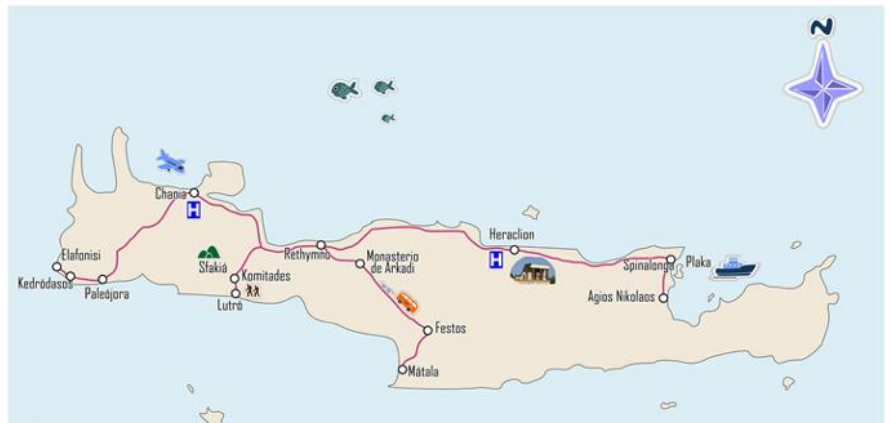 N
Chania
H
Heraclion
H
Rethymno
Monasterio
de Arkadi
Elafonisi
Kedródasos
Paleójora
Sfakiá
Komitades
Lutró
Spinalonga
Plaka
Agios Nikolaos
Festos
Mátala